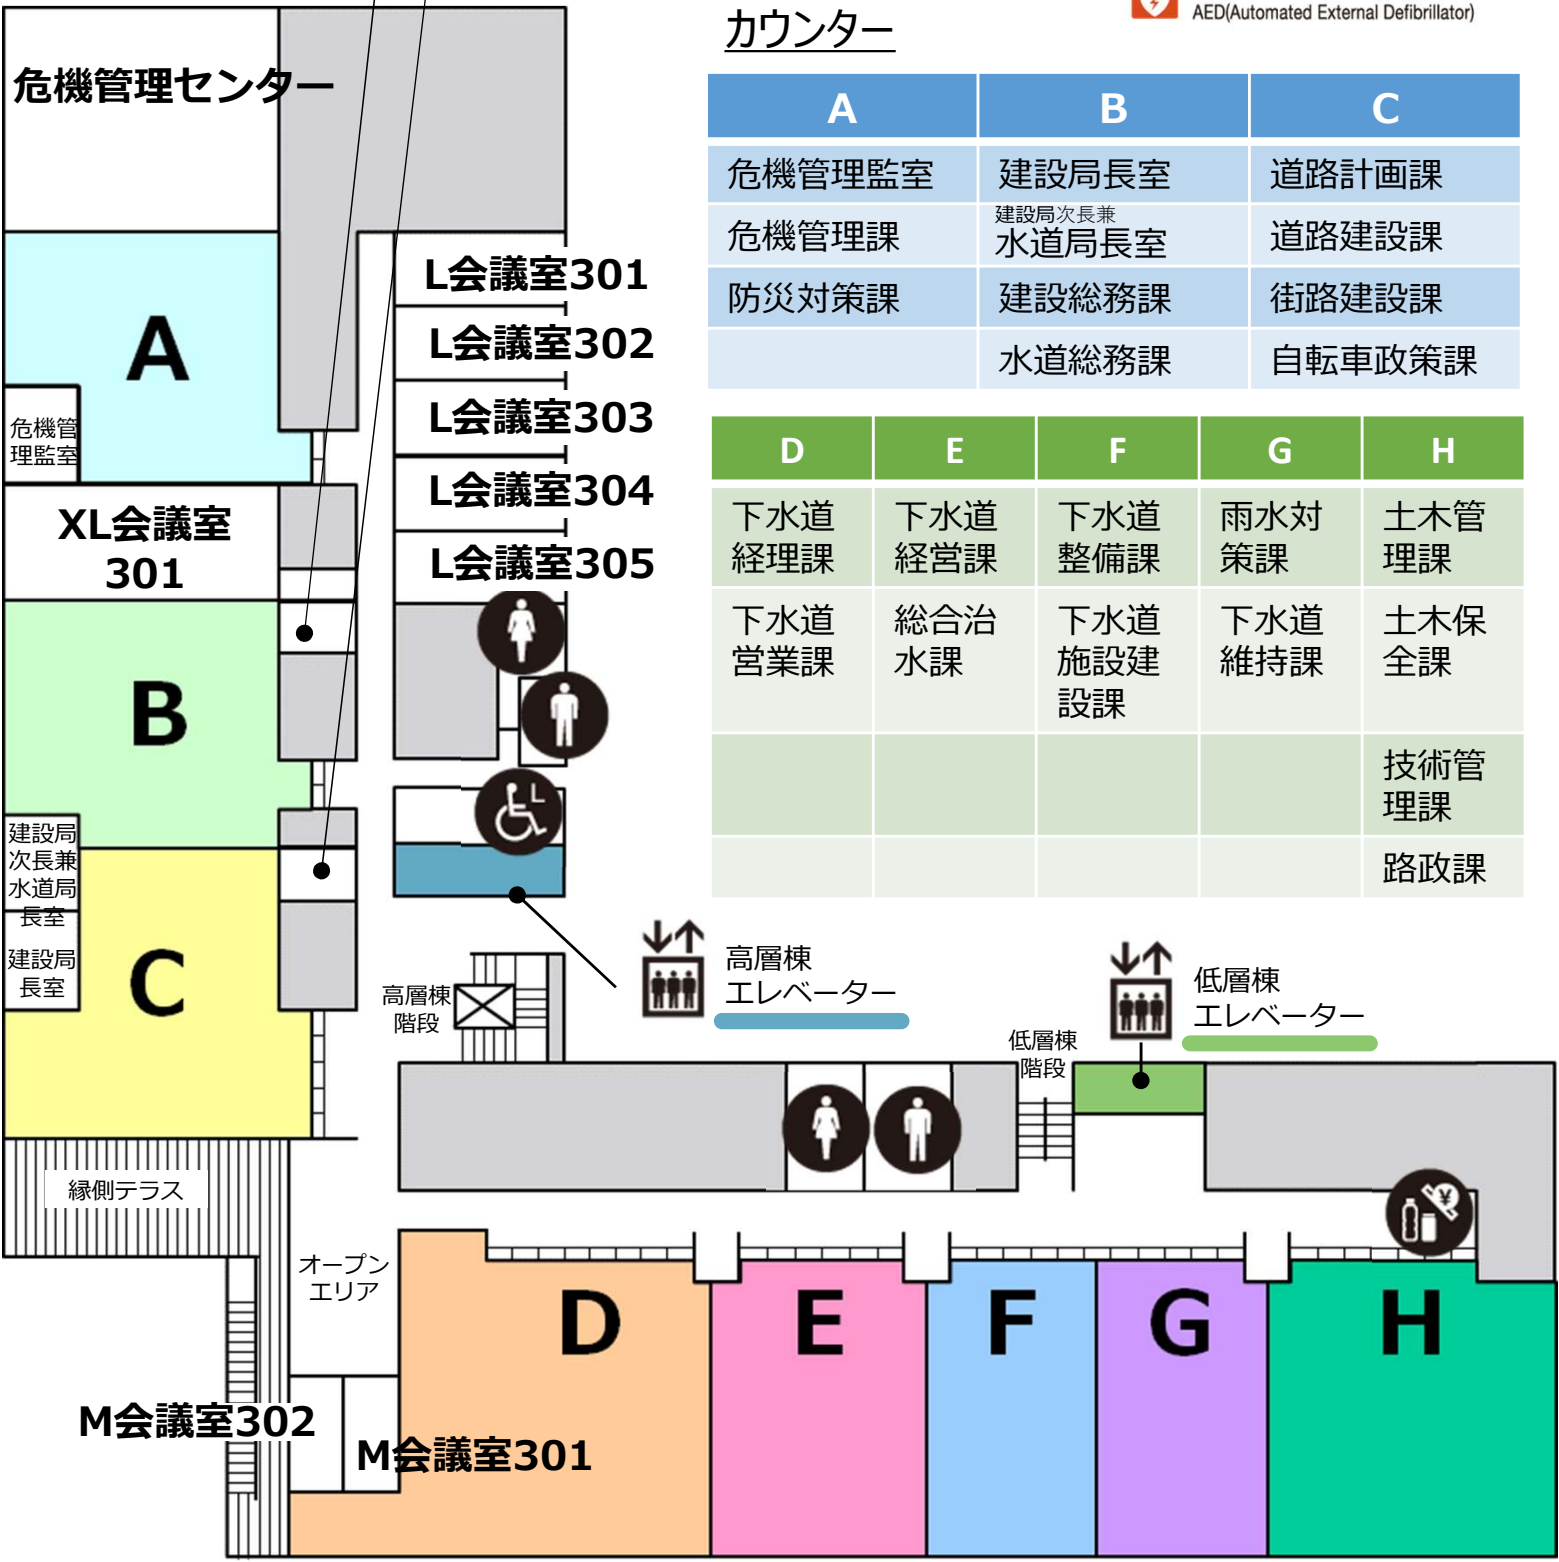 AED(Automated External Defibrillator)
カウンター
A B C
危機管理監室 建設局長室 道路計画課
危機管理課 建設局次長兼 水道局長室 道路建設課
防災対策課 建設総務課 街路建設課
水道総務課 自転車政策課
D E F G H
下水道 下水道 下水道 雨水対 土木管
経理課 経営課 整備課 策課 理課
下水道 総合治 下水道 下水道 土木保
営業課 水課 施設建 維持課 全課
設課
技術管
理課
路政課
危機管理センター
A
危機管
理監室
L会議室301
L会議室302
L会議室303
L会議室304
L会議室305
XL会議室
301
B
L
建設局
次長兼
水道局
長室
建設局
長室
C
高層棟
階段
高層棟
エレベーター
低層棟
エレベーター
低層棟
階段
縁側テラス
オープン
エリア
¥
D
E
F
G
H
M会議室302
M会議室301